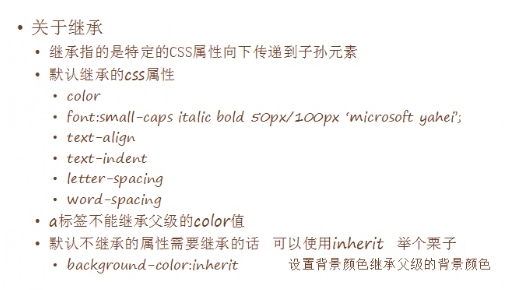 关于继承
继承指的是特定的CSS属性向下传递到子孙元素
默认继承的css属性
color
font:small-caps italic bold 50px/100px ‘microsoft yahei’;
text-align
text-indent
letter-spacing
word-spacing
a标签不能继承父级的color值
默认不继承的属性需要继承的话 可以使用inherit 举个栗子
background-color:inherit 设置背景颜色继承父级的背景颜色